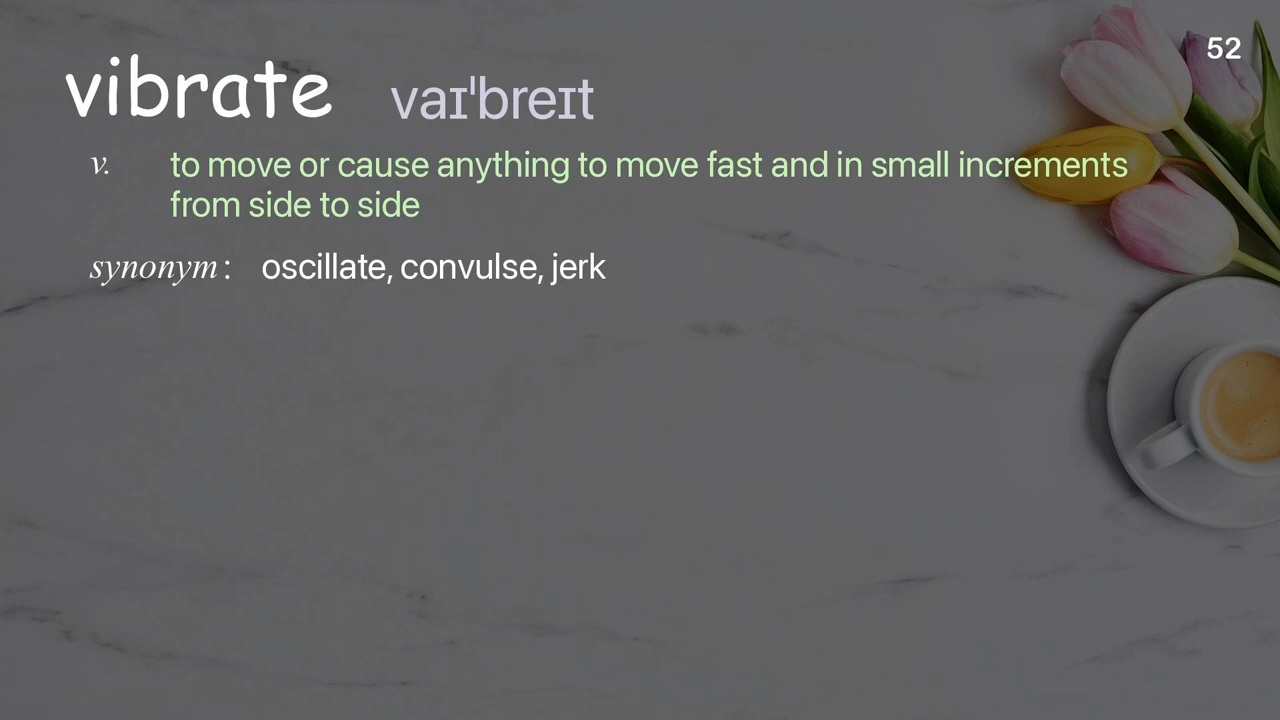 52
vibrate vaɪˈbreɪt
v. to move or cause anything to move fast and in small increments
from side to side
synonym: oscillate, convulse, jerk